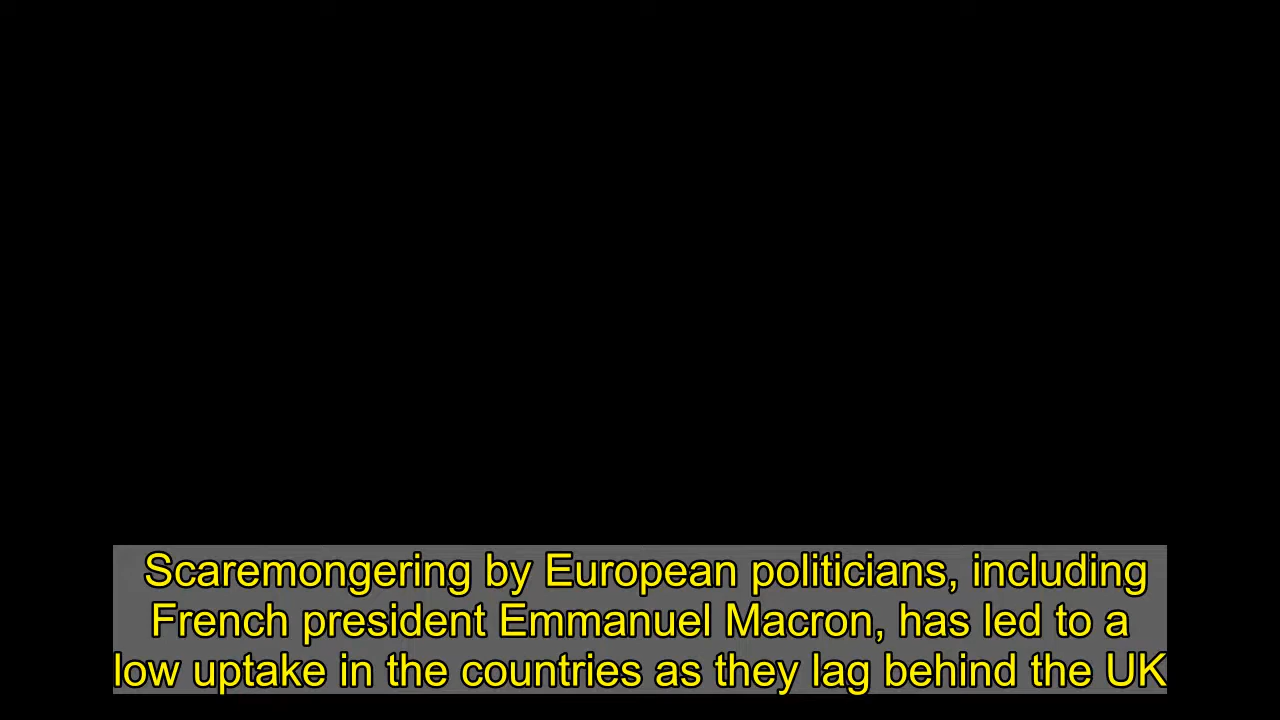 Scaremongering by European politicians, including
French president Emmanuel Macron, has led to a
low uptake in the countries as they lag behind the UK